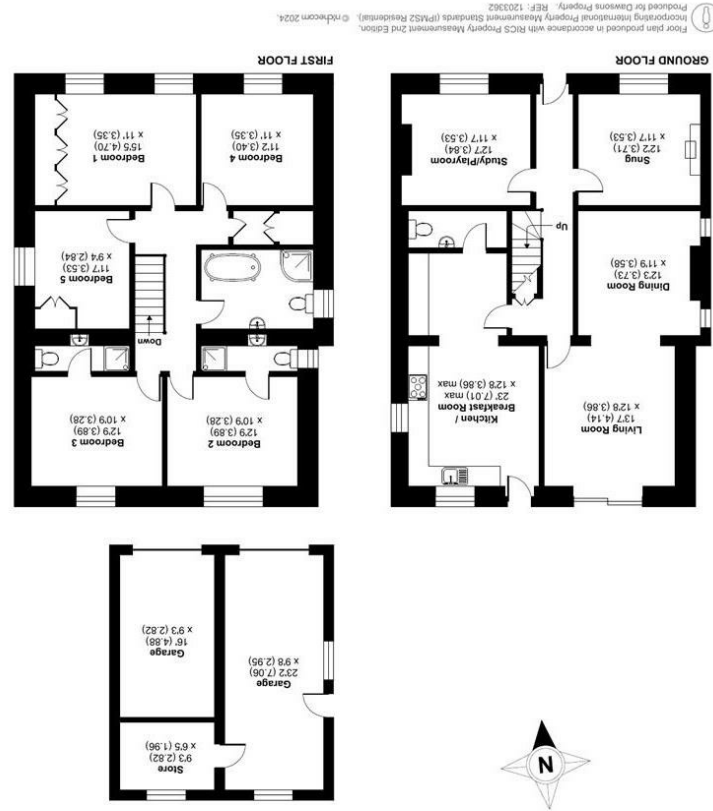 N
Store
9'3 (2.82)
x 6'5 (1.96)
Garage
23'2 (7.06)
x 9'8 (2.95)
Garage
16' (4.88)
x 9'3 (2.82)
Living Room
13'7 (4.14)
x 12'8 (3.86)
Kitchen /
Breakfast Room
23' (7.01) max
x 12'8 (3.86) max
Dining Room
12'3 (3.73)
x 11'9 (3.58)
Up
Snug
12'2 (3.71)
x 11'7 (3.53)
Study/Playroom
12'7 (3.84)
x 11'7 (3.53)
GROUND FLOOR
Bedroom 2
12'9 (3.89)
x 10'9 (3.28)
Bedroom 3
12'9 (3.89)
x 10'9 (3.28)
Down
Bedroom 5
11'7 (3.53)
x 9'4 (2.84)
Bedroom 4
11'2 (3.40)
x 11' (3.35)
Bedroom 1
15'5 (4.70)
x 11' (3.35)
FIRST FLOOR
Floor plan produced in accordance with RICS Property Measurement 2nd Edition,
Incorporating International Property Measurement Standards (IPMS2 Residential). © nichecom 2024.
Produced for Dawsons Property. REF: 1203362